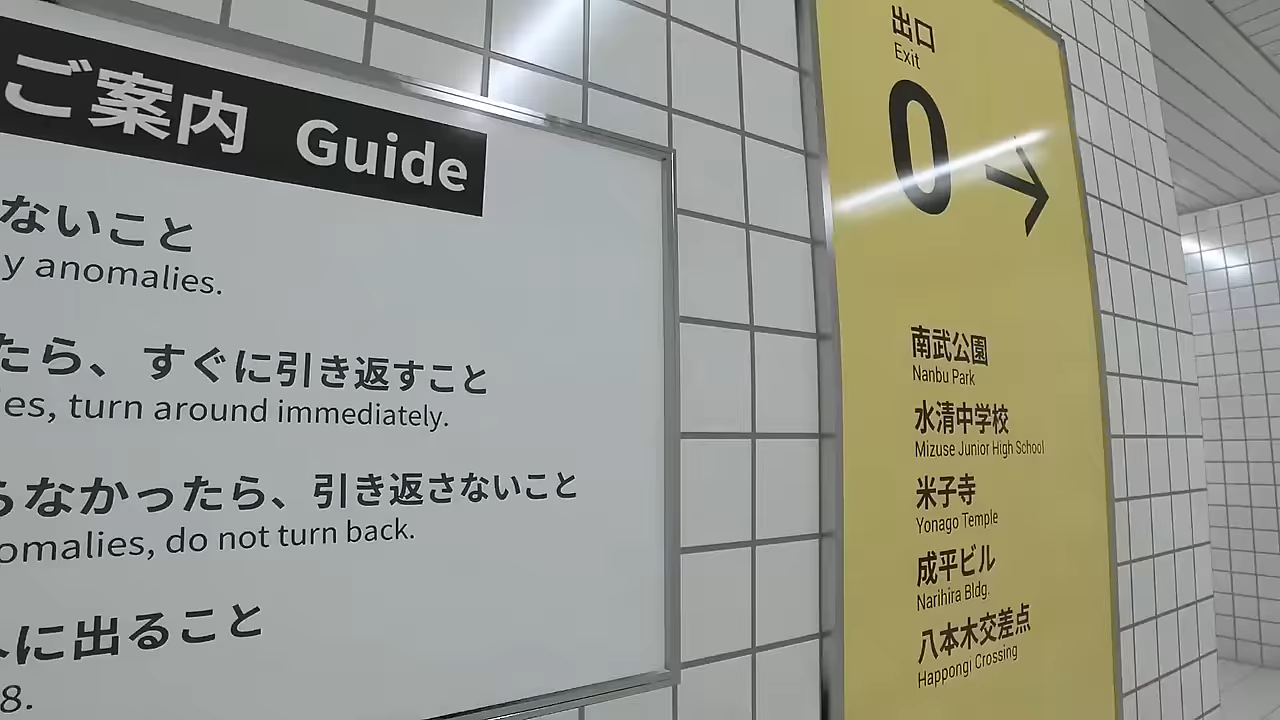 ご案内 Guide
ないこと
y anomalies.
たら、すぐに引き返すこと
ies, turn around immediately.
らなかったら、引き返さないこと
omalies, do not turn back.
に出ること
8.
出口
Exit
0
南武公園
Nanbu Park
水清中学校
Mizuse Junior High School
米子寺
Yonago Temple
成平ビル
Narihira Bldg.
八本木交差点
Happongi Crossing